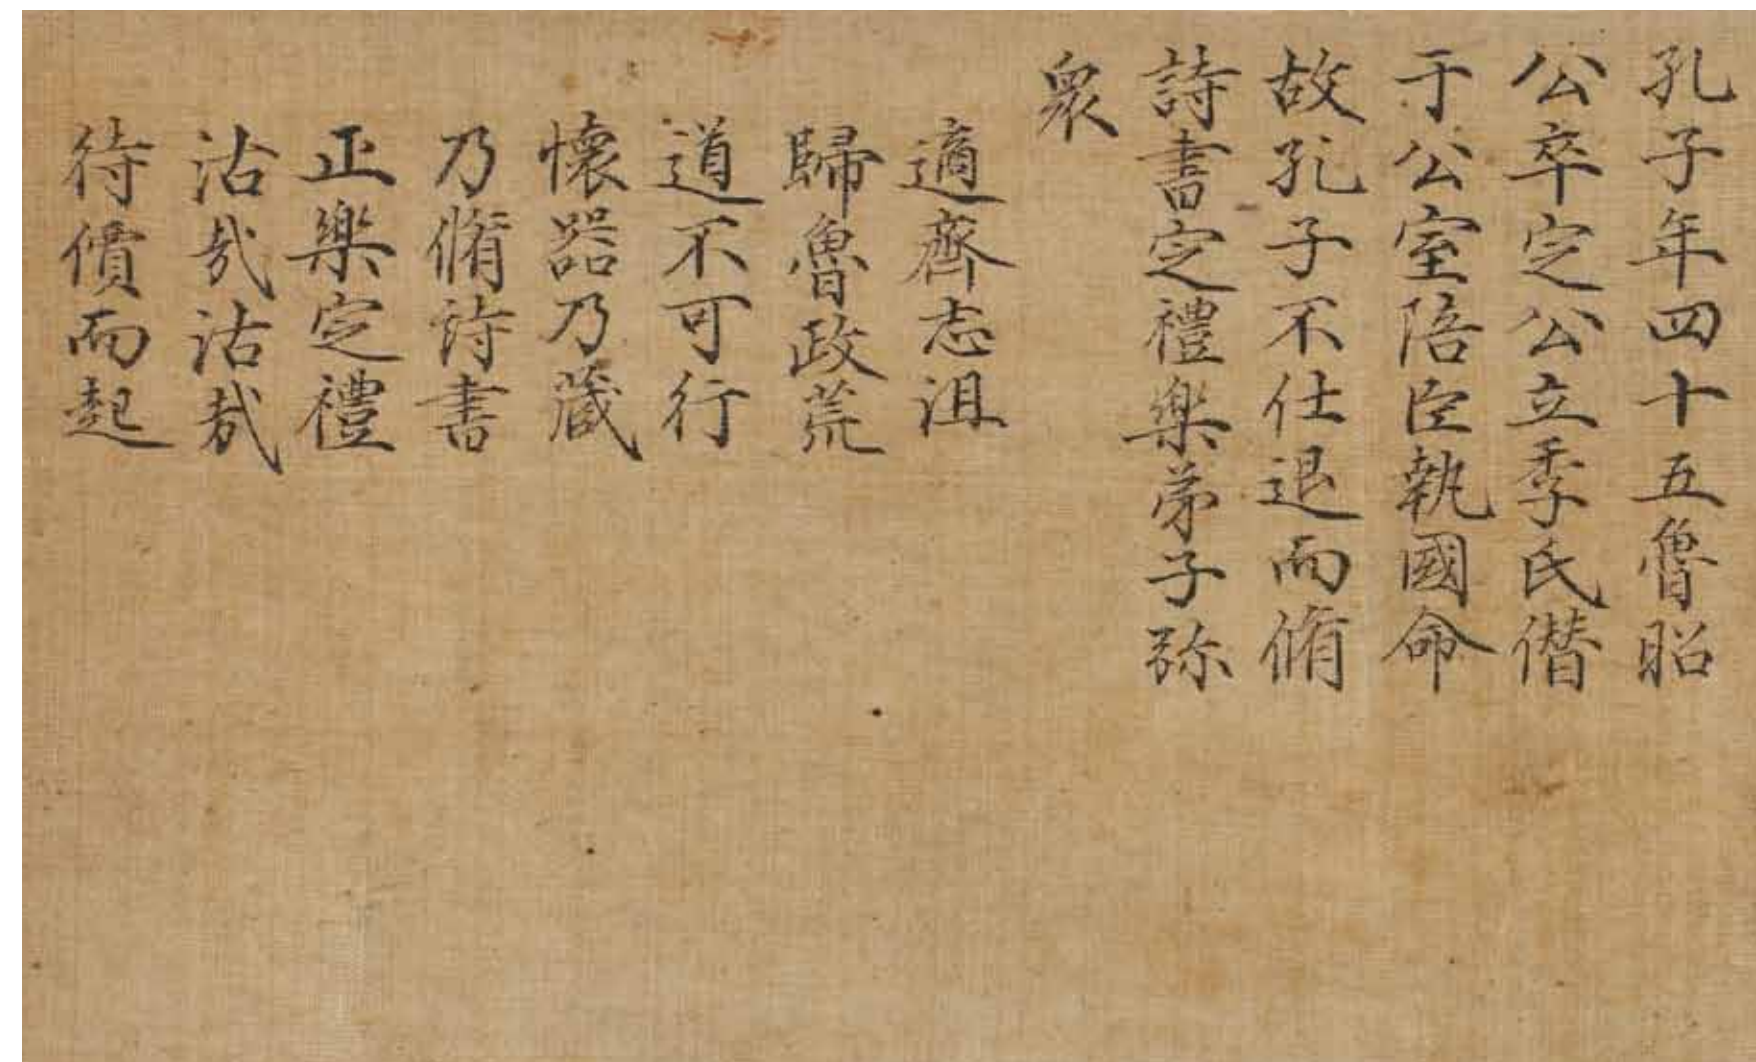 孔子年四十五魯昭
公卒定公立季氏僭
于公室陪臣執國命
故孔子不仕退而脩
詩書定禮樂弟子弥
衆
適齊志沮
歸魯政荒
道不可行
懷器乃藏
乃脩詩書
正樂定禮
沽哉沽哉
待價而起